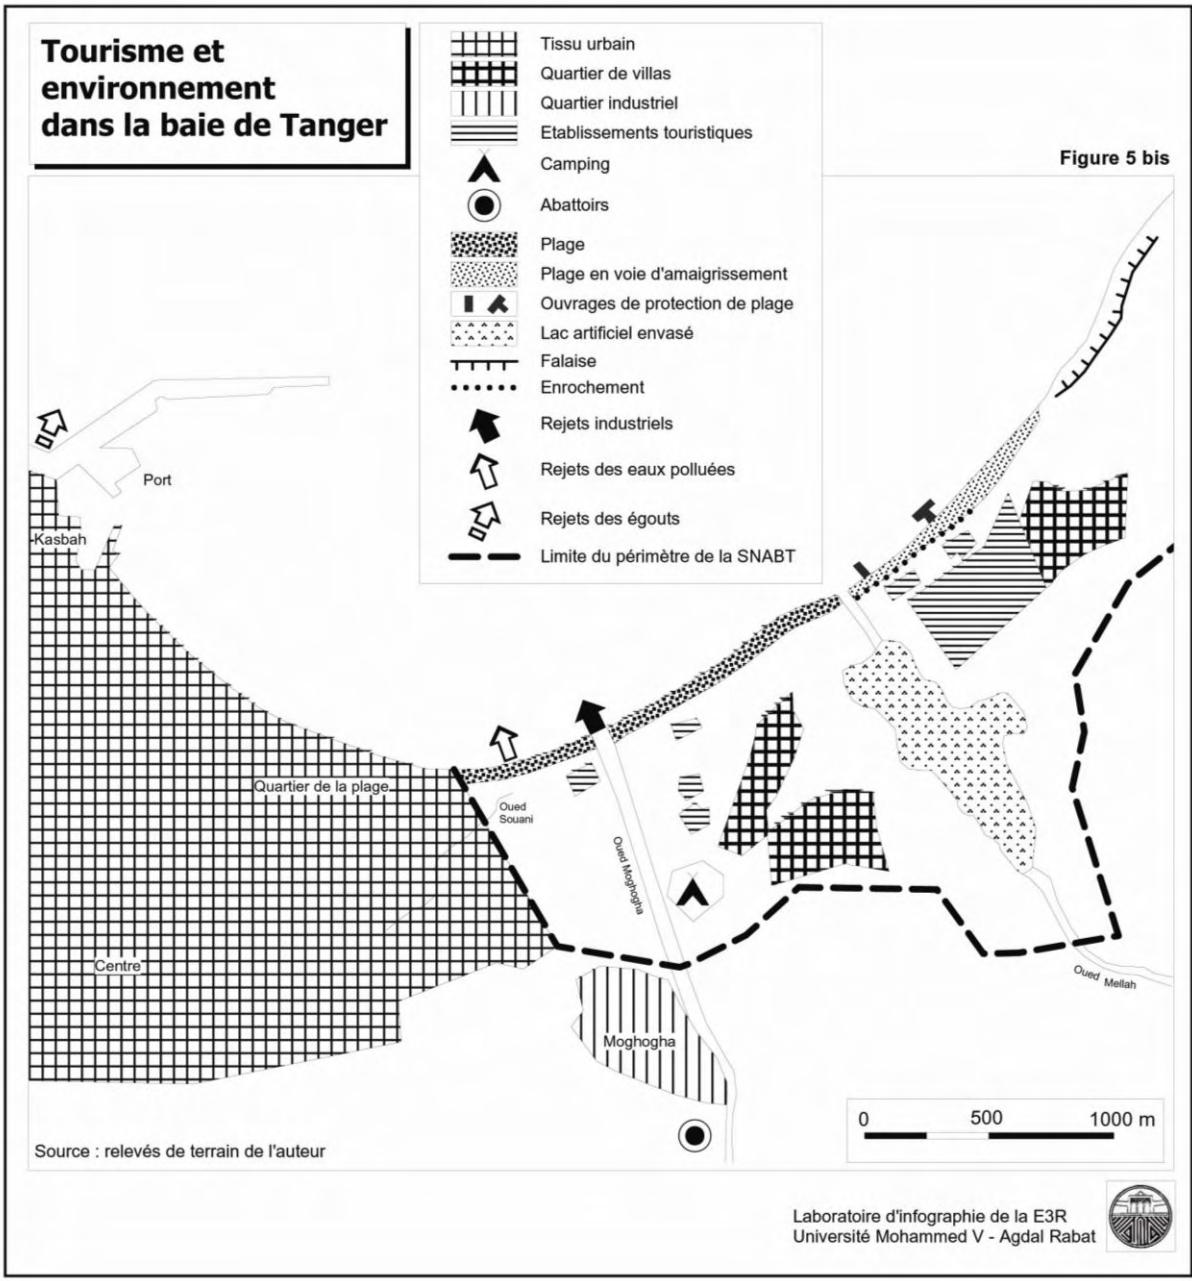 Tourisme et
environnement
dans la baie de Tanger
Tissu urbain
Quartier de villas
Quartier industriel
Etablissements touristiques
Camping
Abattoirs
Plage
Plage en voie d'amaigrissement
Ouvrages de protection de plage
Lac artificiel envasé
Falaise
Enrochement
Rejets industriels
Rejets des eaux polluées
Rejets des égouts
Limite du périmètre de la SNABT
Figure 5 bis
Port
Kasbah
Quartier de la plage
Oued
Souani
Oued Moghogha
Centre
Oued Mellah
Moghogha
0 500 1000 m
Source : relevés de terrain de l'auteur
Laboratoire d'infographie de la E3R
Université Mohammed V - Agdal Rabat